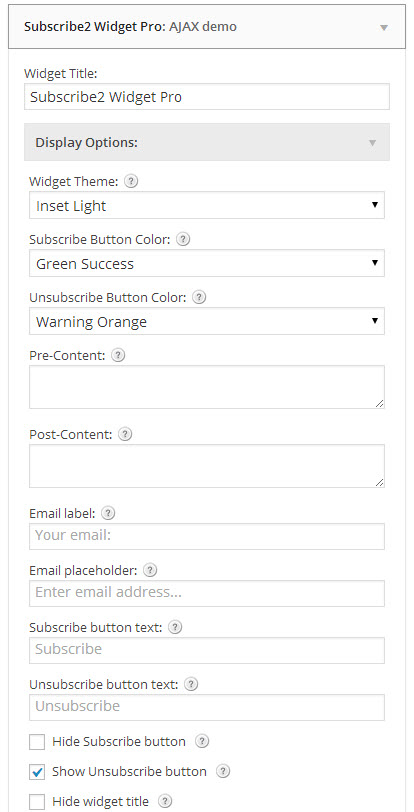 Subscribe2 Widget Pro: AJAX demo
Widget Title:
Subscribe2 Widget Pro
Display Options:
Widget Theme: ?
Inset Light
Subscribe Button Color: ?
Green Success
Unsubscribe Button Color: ?
Warning Orange
Pre-Content: ?
Post-Content: ?
Email label: ?
Your email:
Email placeholder: ?
Enter email address...
Subscribe button text: ?
Subscribe
Unsubscribe button text: ?
Unsubscribe
Hide Subscribe button ?
Show Unsubscribe button ?
Hide widget title ?